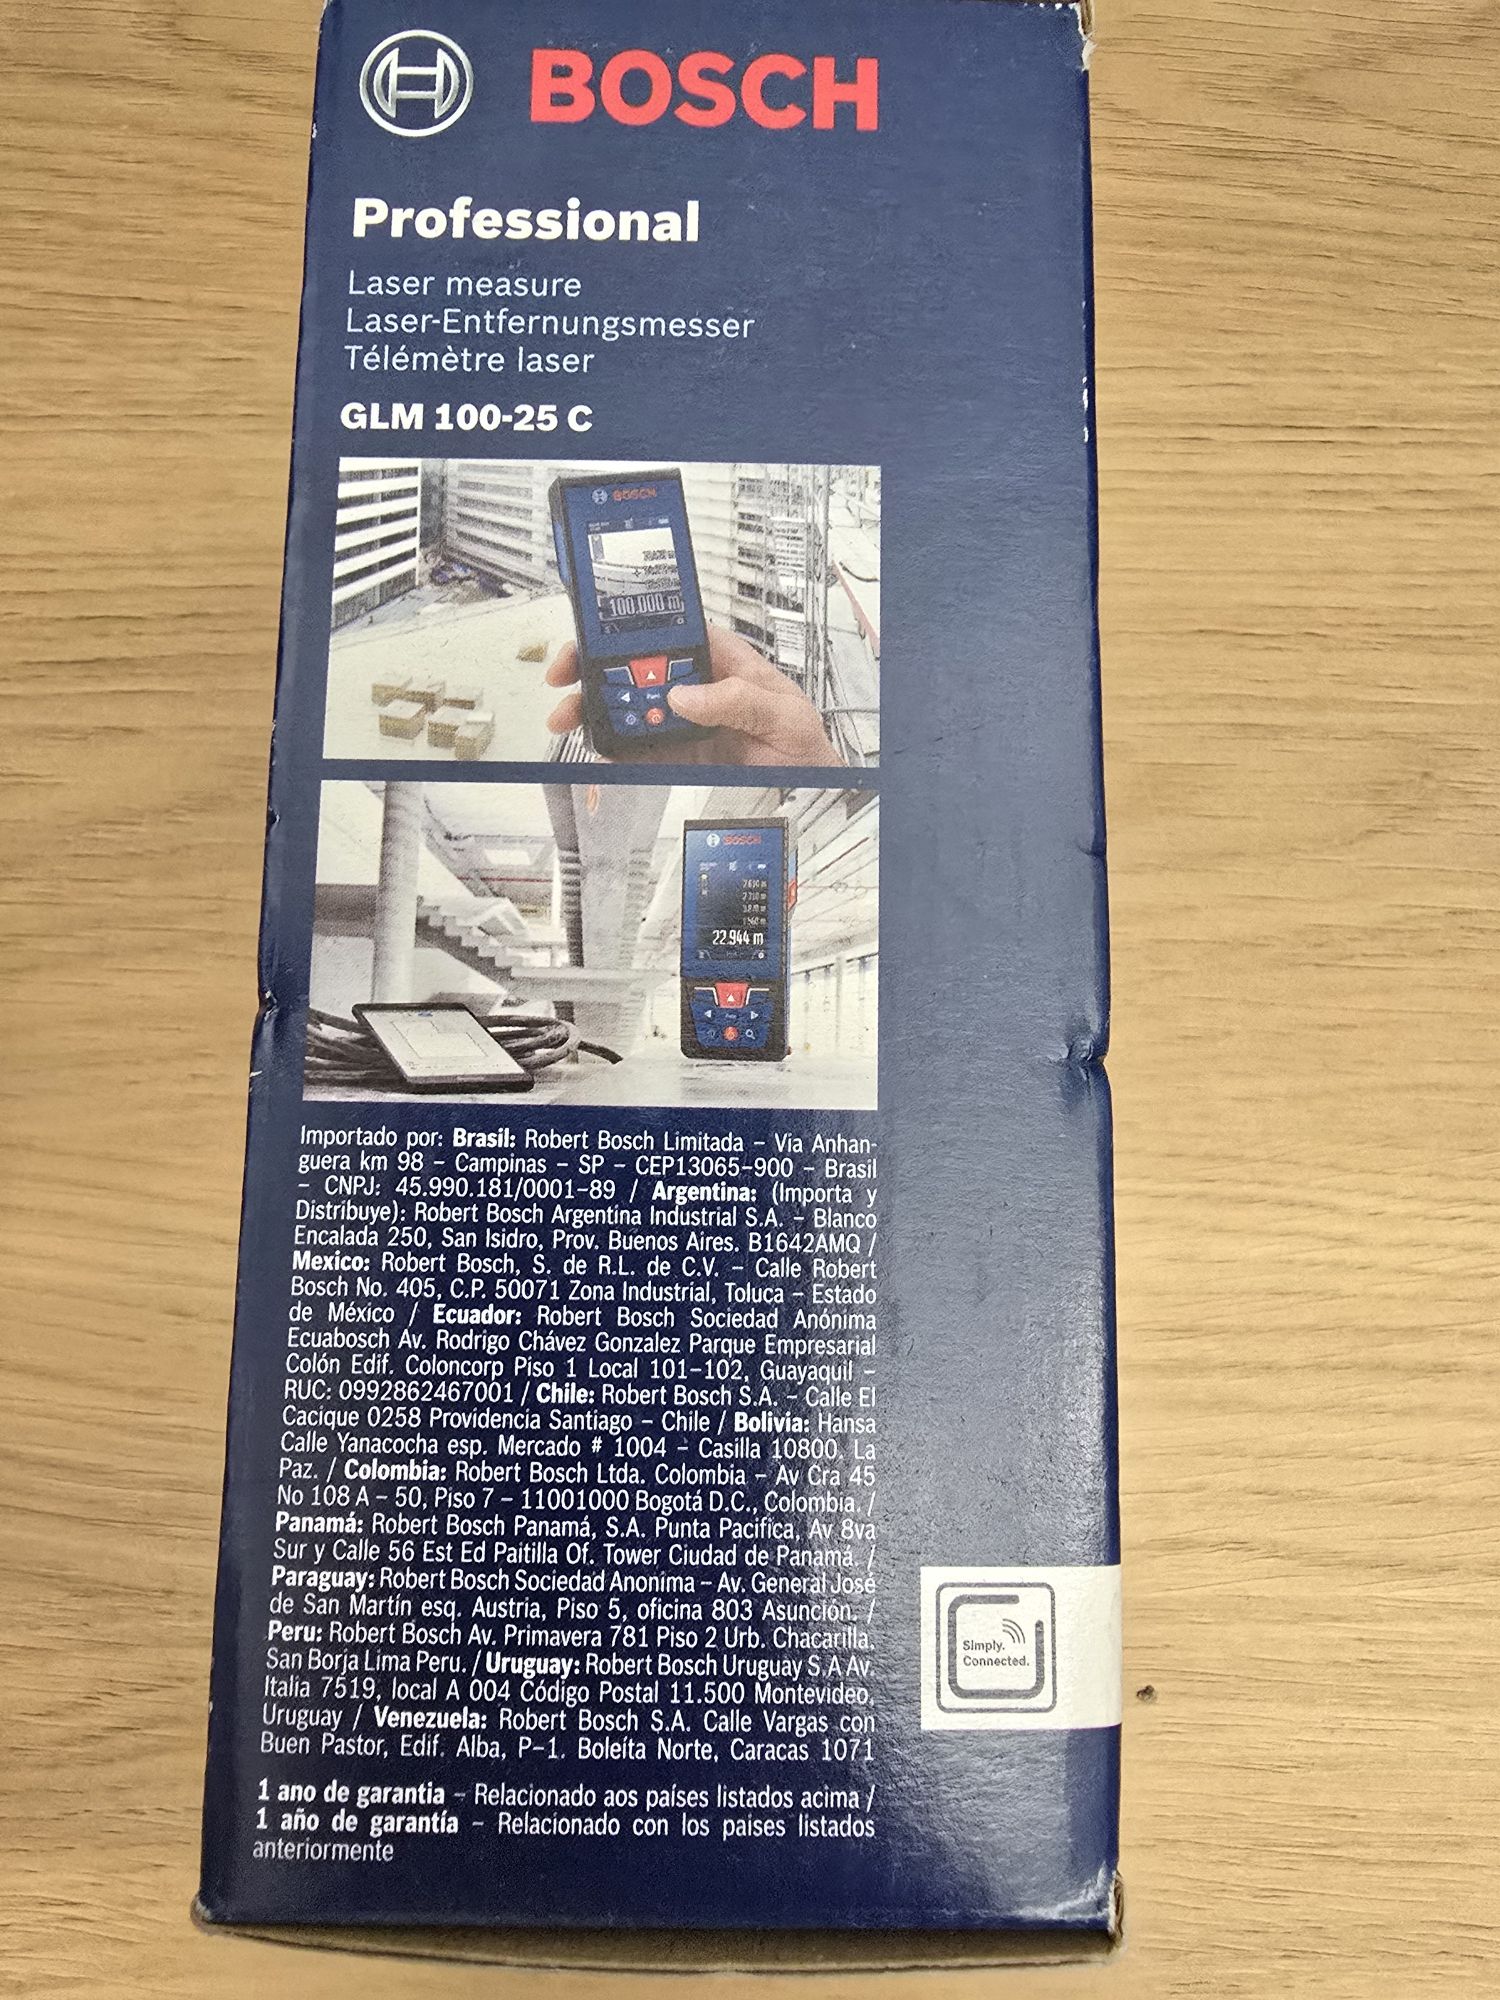 BOSCH
Professional
Laser measure
Laser-Entfernungsmesser
Télémètre laser
GLM 100-25 C
BOSCH
100.000 m
BOSCH
22.944 m
Importado por: Brasil: Robert Bosch Limitada – Via Anhan-
guera km 98 – Campinas – SP – CEP13065-900 – Brasil
– CNPJ: 45.990.181/0001-89 / Argentina: (Importa y
Distribuye): Robert Bosch Argentina Industrial S.A. – Blanco
Encalada 250, San Isidro, Prov. Buenos Aires. B1642AMQ /
Mexico: Robert Bosch, S. de R.L. de C.V. – Calle Robert
Bosch No. 405, C.P. 50071 Zona Industrial, Toluca – Estado
de México / Ecuador: Robert Bosch Sociedad Anónima
Ecuabosch Av. Rodrigo Chávez Gonzalez Parque Empresarial
Colón Edif. Coloncorp Piso 1 Local 101-102, Guayaquil –
RUC: 0992862467001 / Chile: Robert Bosch S.A. – Calle El
Cacique 0258 Providencia Santiago – Chile / Bolivia: Hansa
Calle Yanacocha esp. Mercado # 1004 – Casilla 10800. La
Paz. / Colombia: Robert Bosch Ltda. Colombia – Av Cra 45
No 108 A – 50, Piso 7 – 11001000 Bogotá D.C., Colombia. /
Panamá: Robert Bosch Panamá, S.A. Punta Pacifica, Av 8va
Sur y Calle 56 Est Ed Paitilla Of. Tower Ciudad de Panamá. /
Paraguay: Robert Bosch Sociedad Anonima – Av. General José
de San Martín esq. Austria, Piso 5, oficina 803 Asunción. /
Peru: Robert Bosch Av. Primavera 781 Piso 2 Urb. Chacarilla.
San Borja Lima Peru. / Uruguay: Robert Bosch Uruguay S.A Av.
Italia 7519, local A 004 Código Postal 11.500 Montevideo.
Uruguay / Venezuela: Robert Bosch S.A. Calle Vargas con
Buen Pastor, Edif. Alba, P-1. Boleíta Norte, Caracas 1071
1 ano de garantia – Relacionado aos países listados acima /
1 año de garantía – Relacionado con los paises listados
anteriormente
Simply.
Connected.